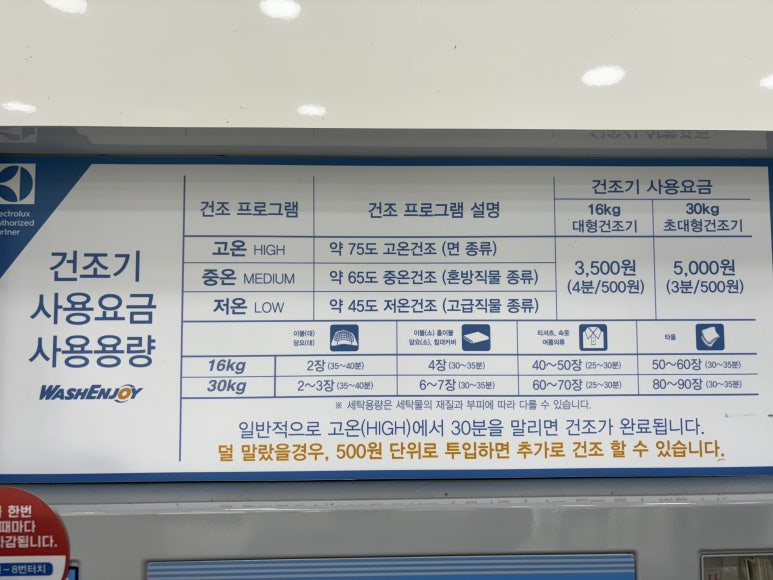 Electrolux
Authorized
Partner
건조기
사용요금
사용용량
WASHENJOY
건조 프로그램
건조 프로그램 설명
건조기 사용요금
16kg
대형건조기
30kg
초대형건조기
고온 HIGH
약 75도 고온건조 (면 종류)
중온 MEDIUM
약 65도 중온건조 (혼방직물 종류)
저온 LOW
약 45도 저온건조 (고급직물 종류)
3,500원
(4분/500원)
5,000원
(3분/500원)
이불(대)
담요(대)
이불(소) 홑이불
담요(소), 침대커버
티셔츠, 속옷
여름의류
타올
16kg 2장 (35~40분) 4장 (30~35분) 40~50장 (25~30분) 50~60장 (30~35분)
30kg 2~3장 (35~40분) 6~7장 (30~35분) 60~70장 (25~30분) 80~90장 (30~35분)
※ 세탁용량은 세탁물의 재질과 부피에 따라 다를 수 있습니다.
일반적으로 고온(HIGH)에서 30분을 말리면 건조가 완료됩니다.
덜 말랐을경우, 500원 단위로 투입하면 추가로 건조 할 수 있습니다.
한번
때마다
차감됩니다.
~8번터치